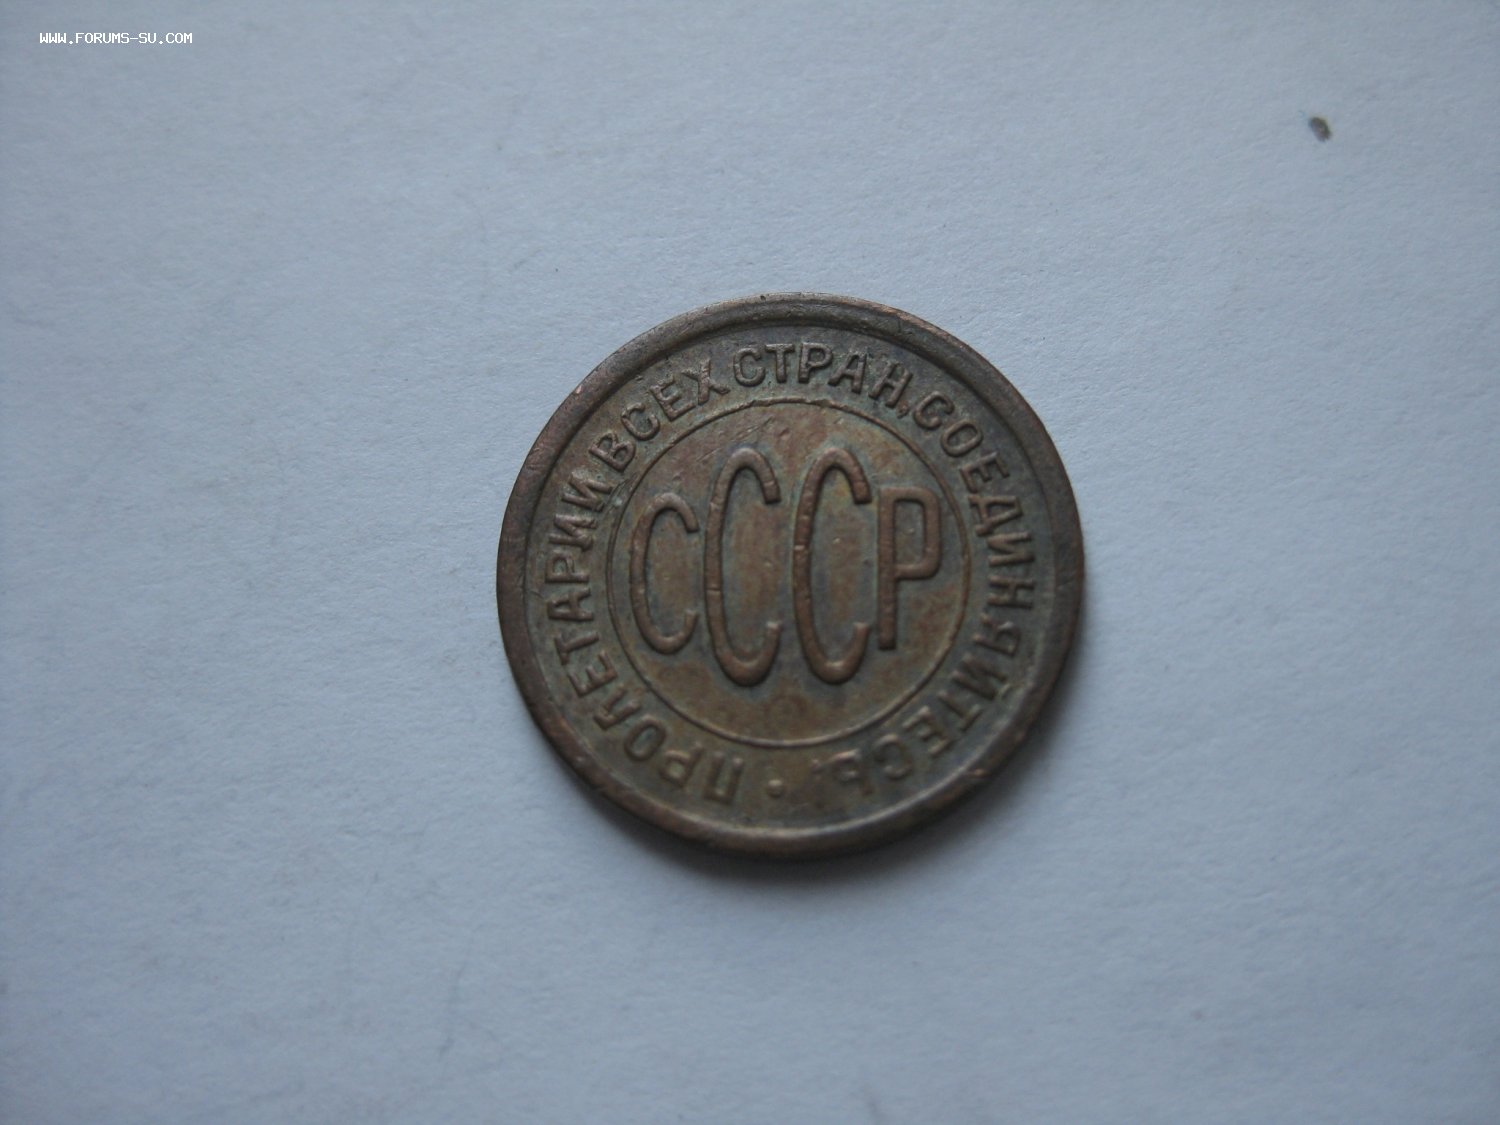 WWW.FORUMS-SU.COM
ПРОЛЕТАРИИ ВСЕХ СТРАН, СОЕДИНЯЙТЕСЬ •
СССР